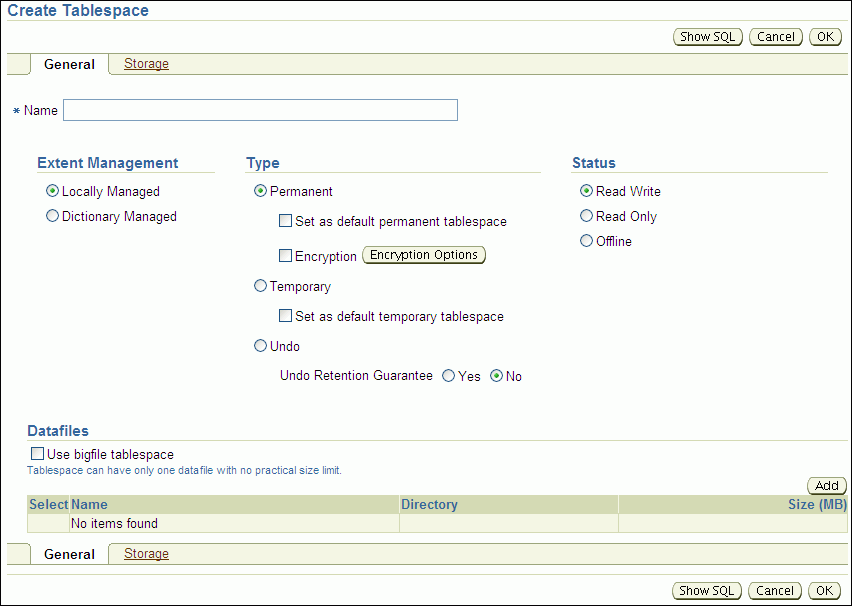 Create Tablespace
Show SQL Cancel OK
General Storage
* Name
Extent Management Type Status
Locally Managed Permanent Read Write
Dictionary Managed Set as default permanent tablespace Read Only
Encryption Encryption Options Offline
Temporary
Set as default temporary tablespace
Undo
Undo Retention Guarantee Yes No
Datafiles
Use bigfile tablespace
Tablespace can have only one datafile with no practical size limit.
Add
Select Name Directory Size (MB)
No items found
General Storage
Show SQL Cancel OK